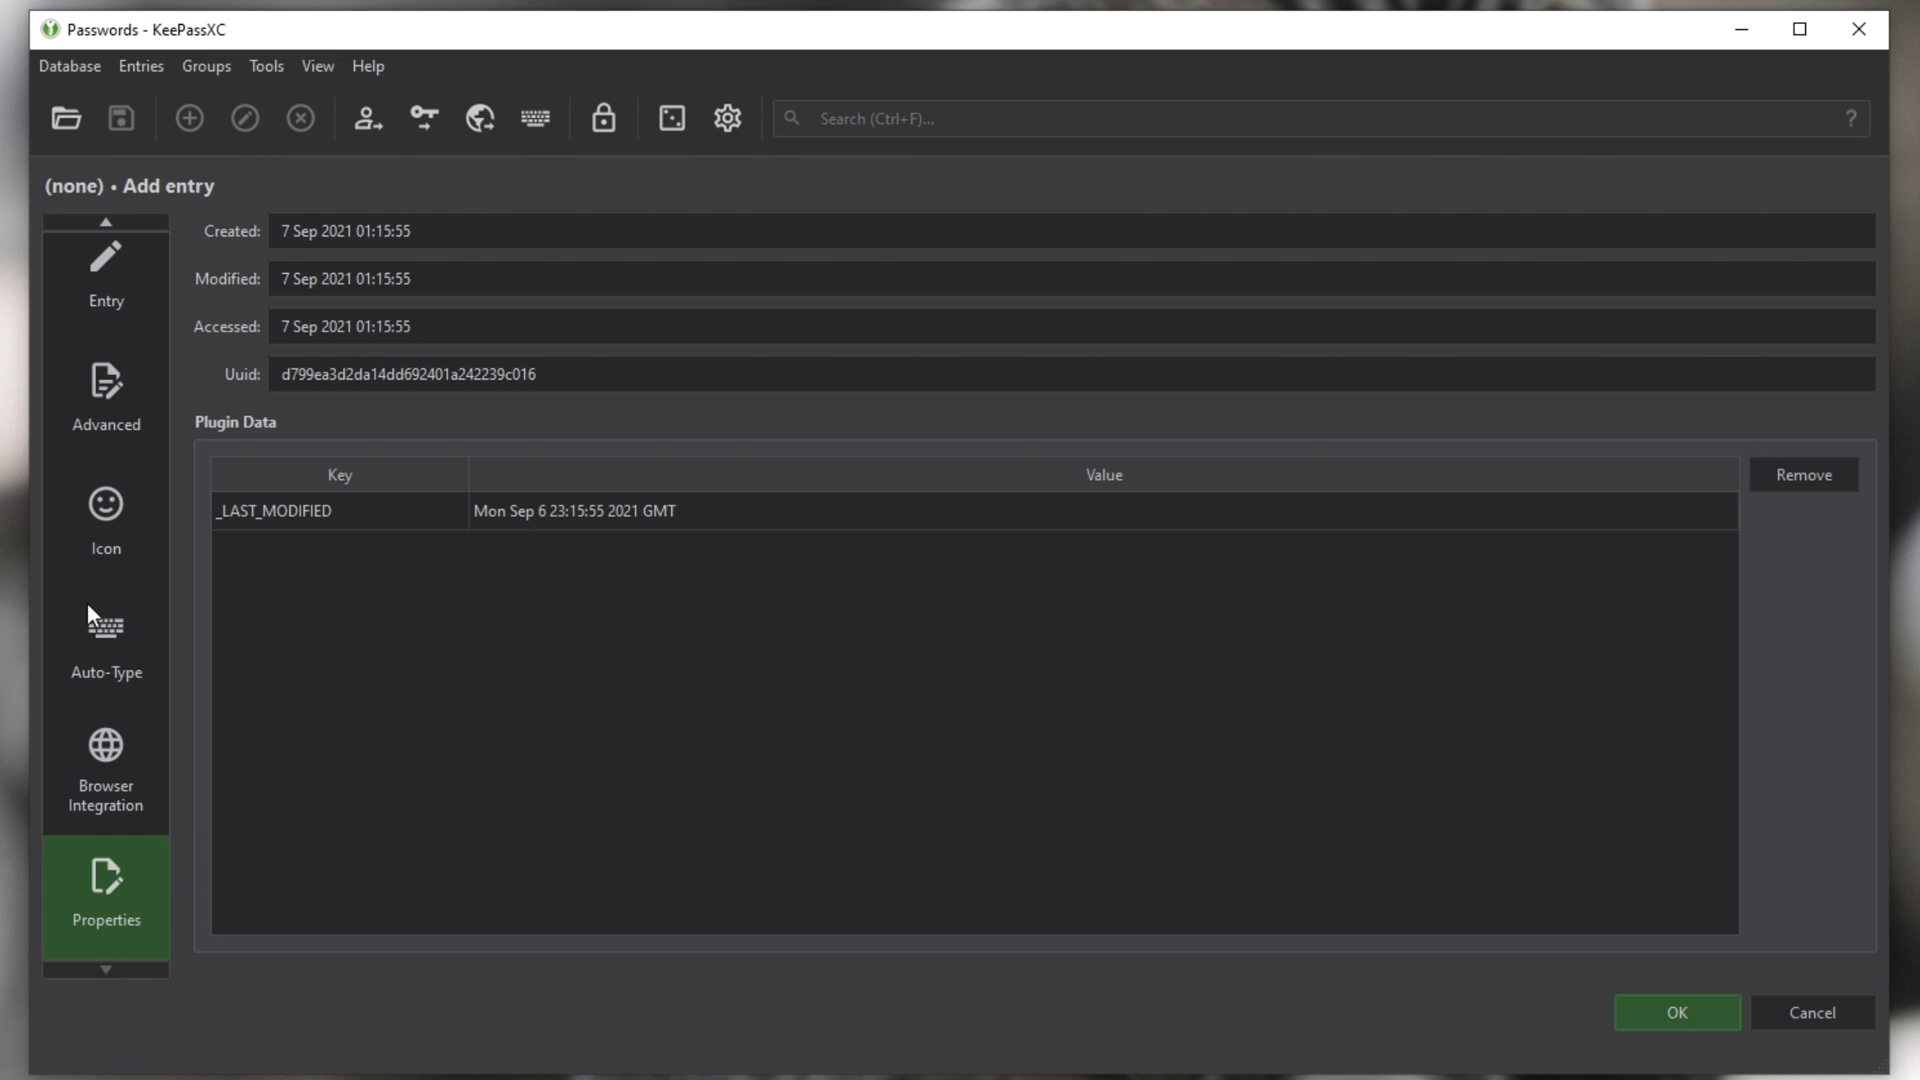 Passwords - KeePassXC
Database Entries Groups Tools View Help
Search (Ctrl+F)... ?
(none) • Add entry
Entry
Advanced
Icon
Auto-Type
Browser
Integration
Properties
Created: 7 Sep 2021 01:15:55
Modified: 7 Sep 2021 01:15:55
Accessed: 7 Sep 2021 01:15:55
Uuid: d799ea3d2da14dd692401a242239c016
Plugin Data
Key Value
_LAST_MODIFIED Mon Sep 6 23:15:55 2021 GMT
Remove
OK Cancel